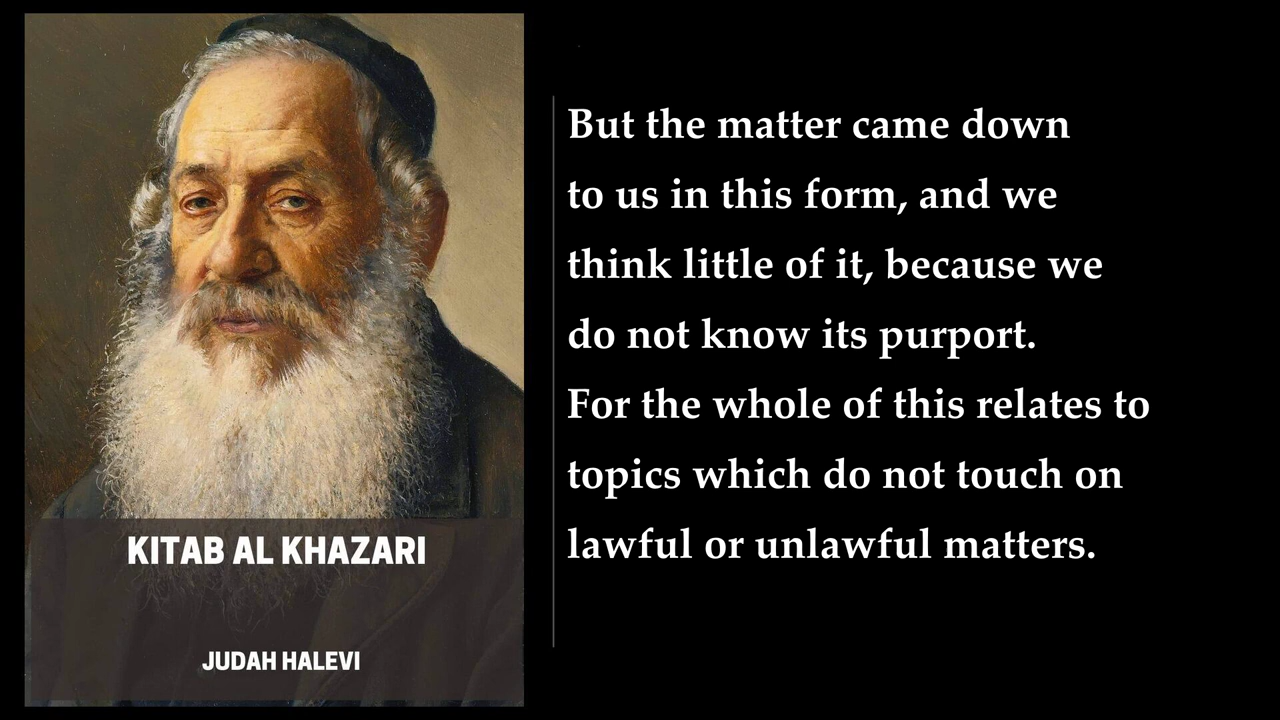 KITAB AL KHAZARI
JUDAH HALEVI
But the matter came down
to us in this form, and we
think little of it, because we
do not know its purport.
For the whole of this relates to
topics which do not touch on
lawful or unlawful matters.